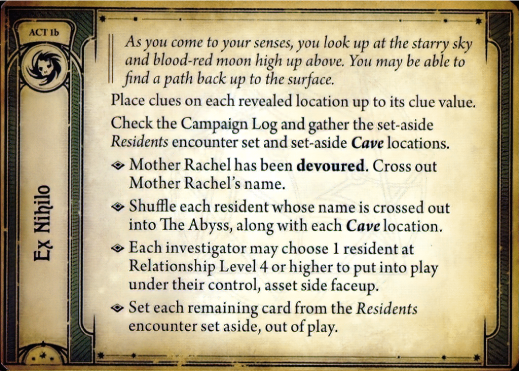 ACT 1b
Ex Nihilo
As you come to your senses, you look up at the starry sky
and blood-red moon high up above. You may be able to
find a path back up to the surface.
Place clues on each revealed location up to its clue value.
Check the Campaign Log and gather the set-aside
Residents encounter set and set-aside Cave locations.
Mother Rachel has been devoured. Cross out
Mother Rachel's name.
Shuffle each resident whose name is crossed out
into The Abyss, along with each Cave location.
Each investigator may choose 1 resident at
Relationship Level 4 or higher to put into play
under their control, asset side faceup.
Set each remaining card from the Residents
encounter set aside, out of play.